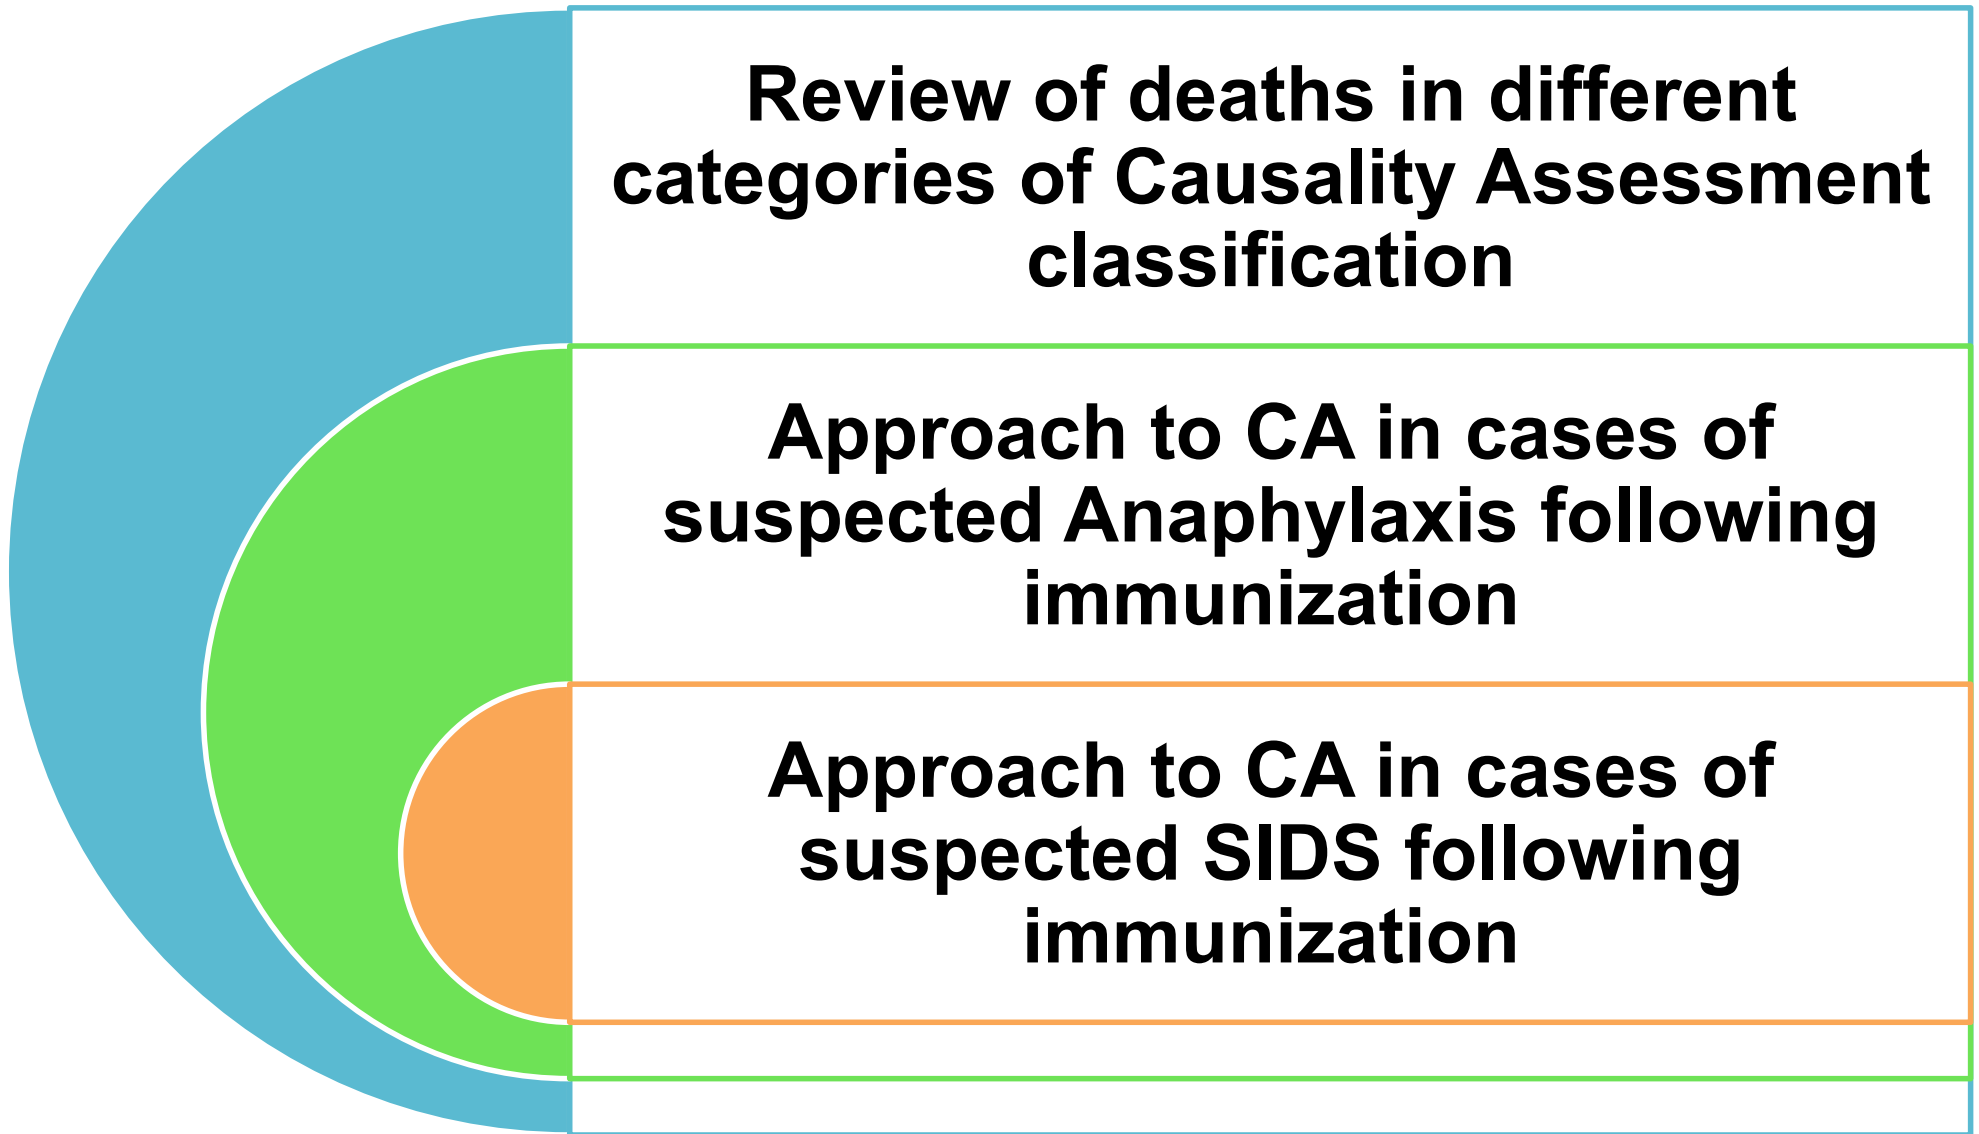 Review of deaths in different
categories of Causality Assessment
classification
Approach to CA in cases of
suspected Anaphylaxis following
immunization
Approach to CA in cases of
suspected SIDS following
immunization